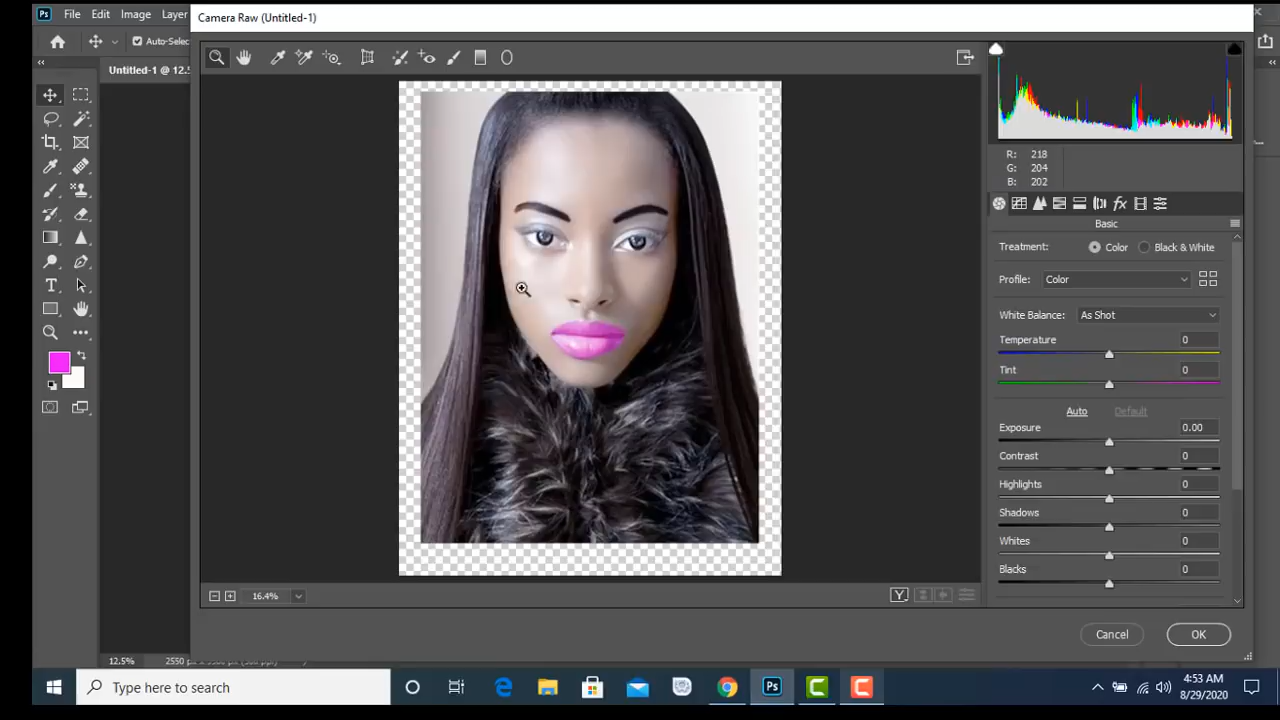 Camera Raw (Untitled-1)
Ps File Edit Image Layer
Auto-Selec
Untitled-1 @ 12.5
R: 218
G: 204
B: 202
fx
Basic
Treatment: Color Black & White
Profile: Color
White Balance: As Shot
Temperature 0
Tint 0
Auto Default
Exposure 0.00
Contrast 0
Highlights 0
Shadows 0
Whites 0
Blacks 0
T
Y
16.4%
Cancel OK
12.5% 2550
Type here to search
Ps
4:53 AM
8/29/2020